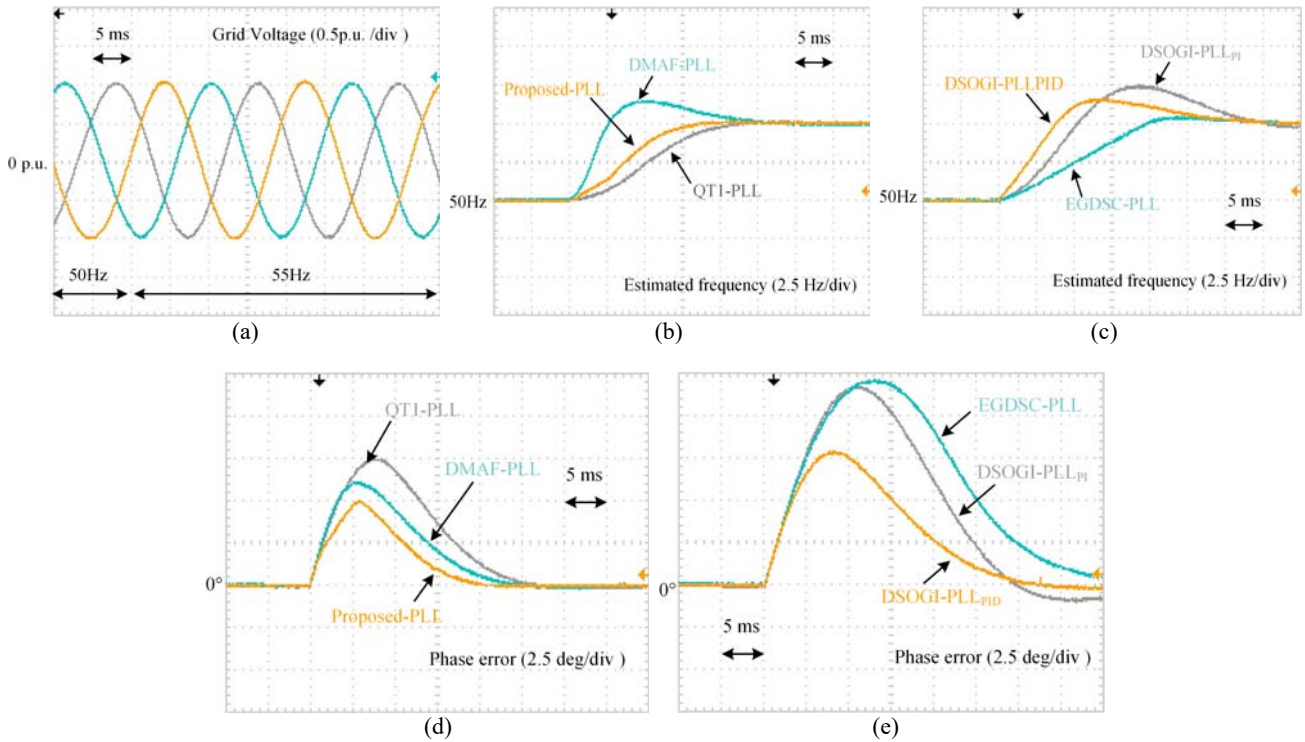 Grid Voltage (0.5p.u. /div )
5 ms
0 p.u.
50Hz
55Hz
(a)
5 ms
DMAF-PLL
Proposed-PLL
QT1-PLL
50Hz
Estimated frequency (2.5 Hz/div)
(b)
DSOGI-PLLPI
DSOGI-PLLPID
50Hz
EGDSC-PLL
5 ms
Estimated frequency (2.5 Hz/div)
(c)
QT1-PLL
DMAF-PLL
5 ms
0°
Proposed-PLL
Phase error (2.5 deg/div )
(d)
EGDSC-PLL
DSOGI-PLLPI
0°
DSOGI-PLLPID
5 ms
Phase error (2.5 deg/div )
(e)